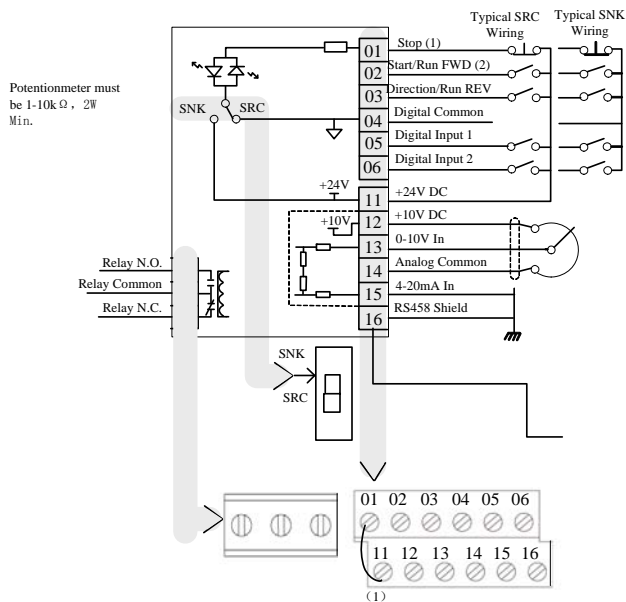 Typical SRC Wiring
Typical SNK Wiring
Potentionmeter must
be 1-10kΩ, 2W
Min.
SNK
SRC
01 Stop (1)
02 Start/Run FWD (2)
03 Direction/Run REV
04 Digital Common
05 Digital Input 1
06 Digital Input 2
+24V
11 +24V DC
+10V
12 +10V DC
13 0-10V In
14 Analog Common
15 4-20mA In
16 RS458 Shield
Relay N.O.
Relay Common
Relay N.C.
SNK
SRC
01 02 03 04 05 06
11 12 13 14 15 16
(1)